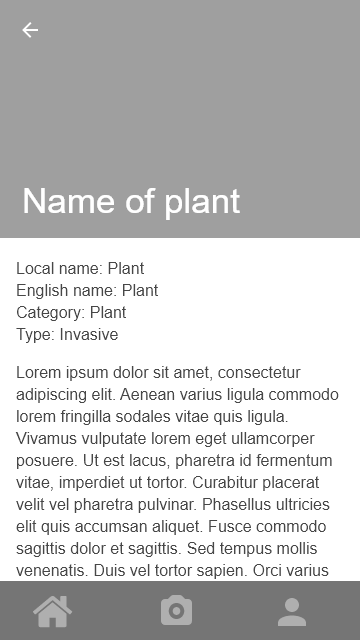 Name of plant
Local name: Plant
English name: Plant
Category: Plant
Type: Invasive
Lorem ipsum dolor sit amet, consectetur
adipiscing elit. Aenean varius ligula commodo
lorem fringilla sodales vitae quis ligula.
Vivamus vulputate lorem eget ullamcorper
posuere. Ut est lacus, pharetra id fermentum
vitae, imperdiet ut tortor. Curabitur placerat
velit vel pharetra pulvinar. Phasellus ultricies
elit quis accumsan aliquet. Fusce commodo
sagittis dolor et sagittis. Sed tempus mollis
venenatis. Duis vel tortor sapien. Orci varius